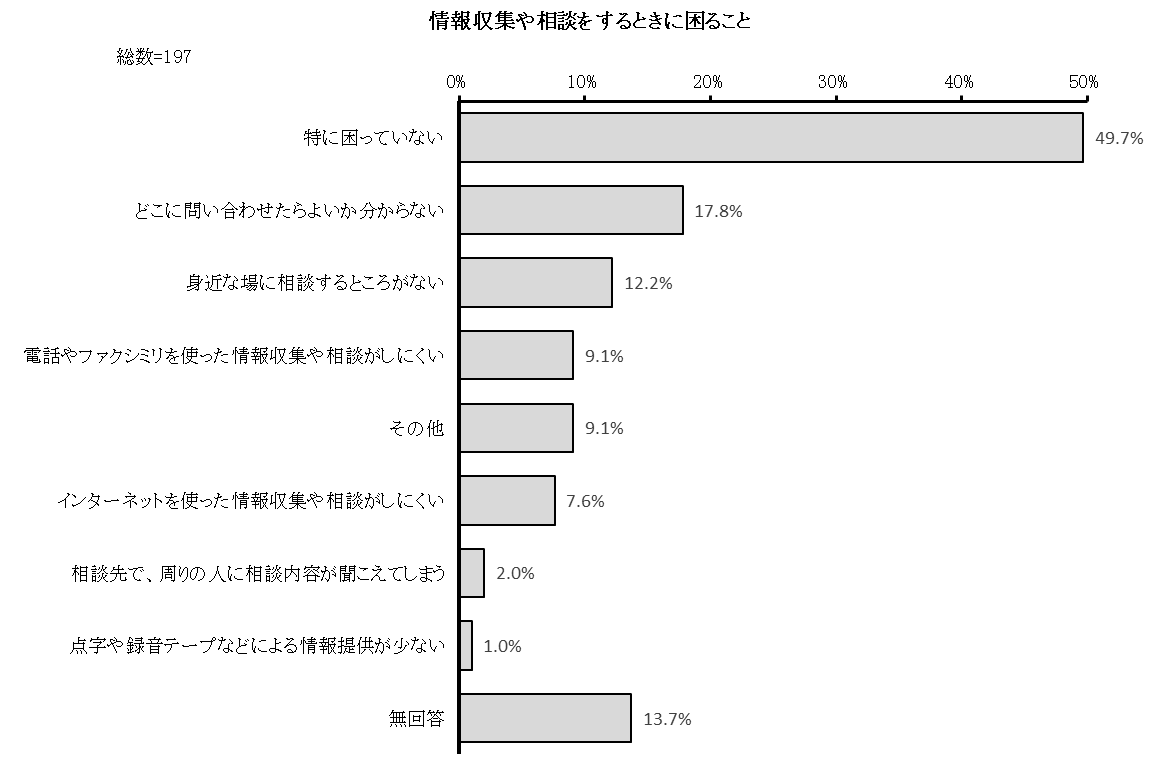 情報収集や相談をするときに困ること
総数=197
0% 10% 20% 30% 40% 50%
特に困っていない 49.7%
どこに問い合わせたらよいか分からない 17.8%
身近な場に相談するところがない 12.2%
電話やファクシミリを使った情報収集や相談がしにくい 9.1%
その他 9.1%
インターネットを使った情報収集や相談がしにくい 7.6%
相談先で、周りの人に相談内容が聞こえてしまう 2.0%
点字や録音テープなどによる情報提供が少ない 1.0%
無回答 13.7%